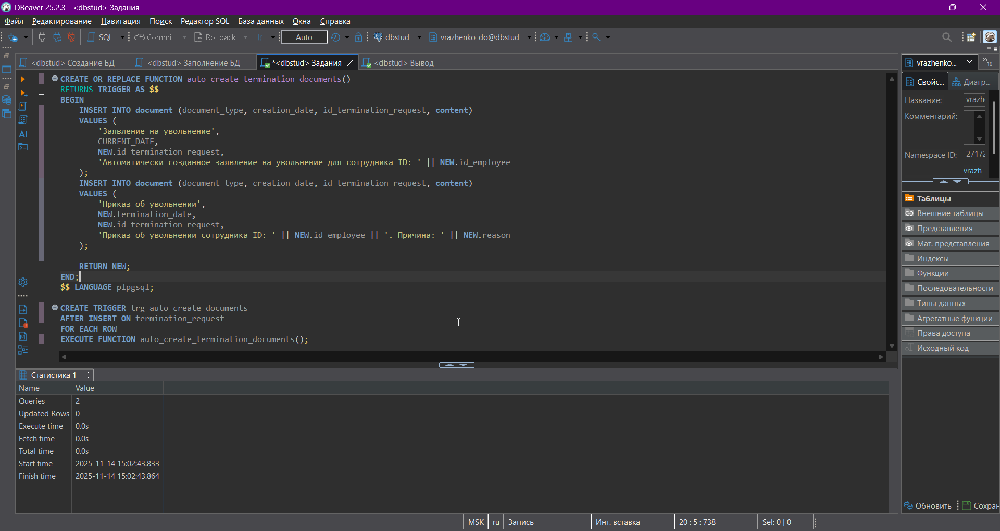 DBeaver 25.2.3 - <dbstud> Задания
Файл Редактирование Навигация Поиск Редактор SQL База данных Окна Справка
SQL Commit Rollback T Auto dbstud vrazhenko_do@dbstud
<dbstud> Создание БД <dbstud> Заполнение БД *<dbstud> Задания <dbstud> Вывод
CREATE OR REPLACE FUNCTION auto_create_termination_documents()
RETURNS TRIGGER AS $$
BEGIN
INSERT INTO document (document_type, creation_date, id_termination_request, content)
VALUES (
'Заявление на увольнение',
CURRENT_DATE,
NEW.id_termination_request,
'Автоматически созданное заявление на увольнение для сотрудника ID: ' || NEW.id_employee
);
INSERT INTO document (document_type, creation_date, id_termination_request, content)
VALUES (
'Приказ об увольнении',
NEW.termination_date,
NEW.id_termination_request,
'Приказ об увольнении сотрудника ID: ' || NEW.id_employee || '. Причина: ' || NEW.reason
);
RETURN NEW;
END;
$$ LANGUAGE plpgsql;
CREATE TRIGGER trg_auto_create_documents
AFTER INSERT ON termination_request
FOR EACH ROW
EXECUTE FUNCTION auto_create_termination_documents();
AI
Статистика 1
Name Value
Queries 2
Updated Rows 0
Execute time 0.0s
Fetch time 0.0s
Total time 0.0s
Start time 2025-11-14 15:02:43.833
Finish time 2025-11-14 15:02:43.864
vrazhenko... 10
Свойс... Диагр...
Название: vrazh
Комментарий:
Namespace ID: 27172
vrazh
Таблицы
Внешние таблицы
Представления
Мат. представления
Индексы
Функции
Последовательности
Типы данных
Агрегатные функции
Права доступа
Исходный код
Обновить Сохран
MSK ru Запись Инт. вставка 20 : 5 : 738 Sel: 0 | 0